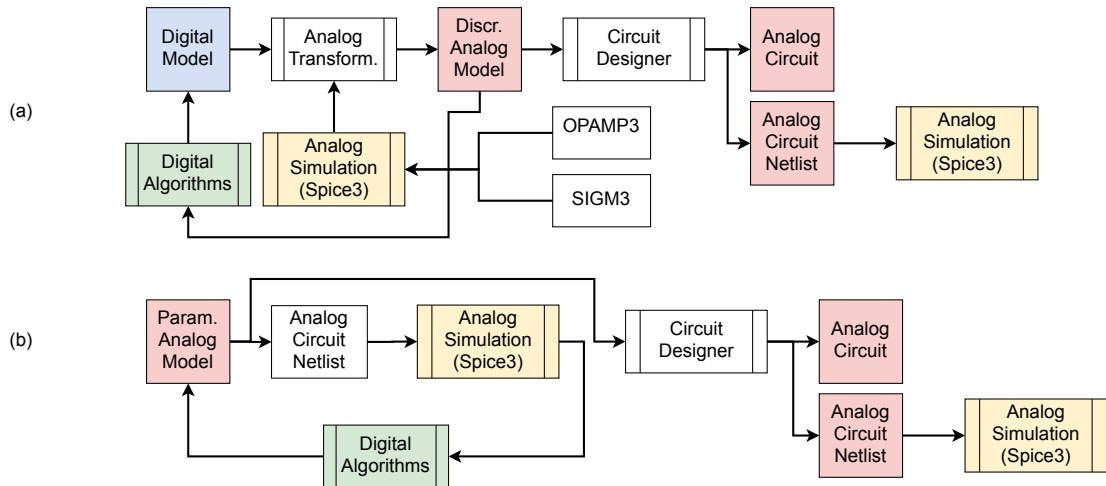 (a)
Digital
Model
Analog
Transform.
Discr.
Analog
Model
Circuit
Designer
Analog
Circuit
Digital
Algorithms
Analog
Simulation
(Spice3)
OPAMP3
SIGM3
Analog
Circuit
Netlist
Analog
Simulation
(Spice3)
(b)
Param.
Analog
Model
Analog
Circuit
Netlist
Analog
Simulation
(Spice3)
Circuit
Designer
Analog
Circuit
Digital
Algorithms
Analog
Circuit
Netlist
Analog
Simulation
(Spice3)